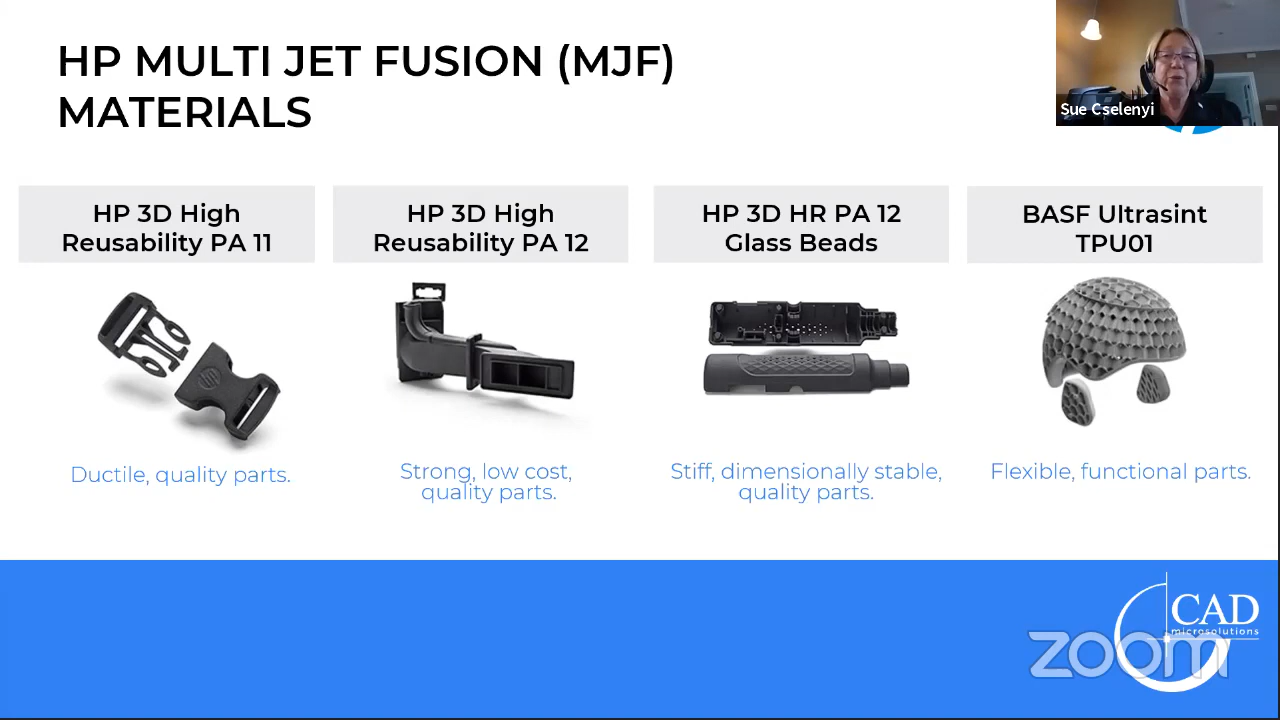 HP MULTI JET FUSION (MJF)
MATERIALS
Sue Cselenyi
HP 3D High
Reusability PA 11
HP 3D High
Reusability PA 12
HP 3D HR PA 12
Glass Beads
BASF Ultrasint
TPU01
Ductile, quality parts.
Strong, low cost,
quality parts.
Stiff, dimensionally stable,
quality parts.
Flexible, functional parts.
CAD
microsolutions
zoom